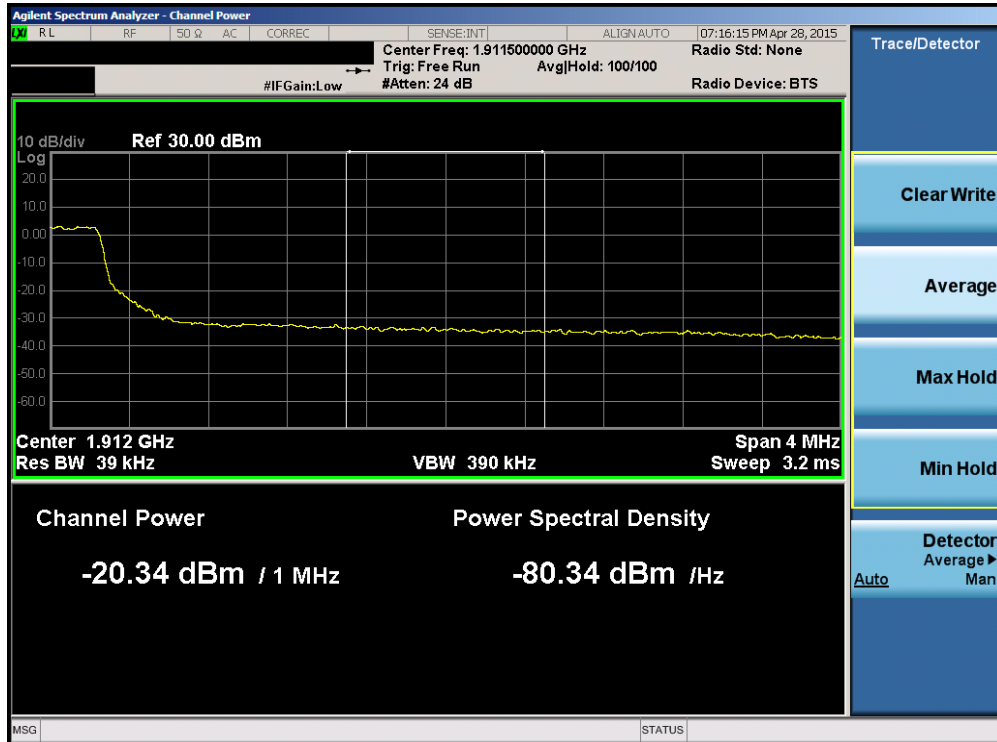 Agilent Spectrum Analyzer - Channel Power
LXI RL RF 50 Ω AC CORREC SENSE:INT ALIGN AUTO 07:16:15 PM Apr 28, 2015
Center Freq: 1.911500000 GHz Radio Std: None
Trig: Free Run Avg|Hold: 100/100
#IFGain:Low #Atten: 24 dB Radio Device: BTS
10 dB/div Ref 30.00 dBm
Log
20.0
10.0
0.00
-10.0
-20.0
-30.0
-40.0
-50.0
-60.0
Center 1.912 GHz Span 4 MHz
Res BW 39 kHz VBW 390 kHz Sweep 3.2 ms
Channel Power Power Spectral Density
-20.34 dBm / 1 MHz -80.34 dBm /Hz
MSG STATUS
Trace/Detector
Clear Write
Average
Max Hold
Min Hold
Detector
Average▶
Auto Man